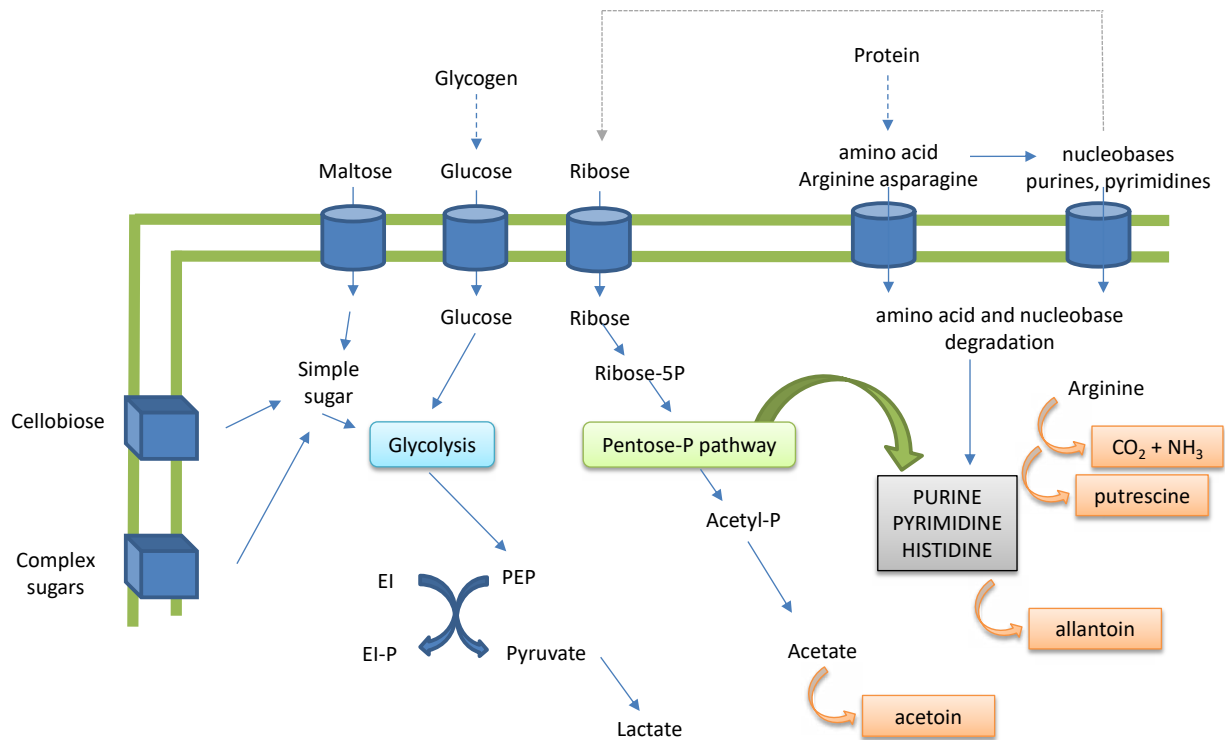 Protein
Glycogen
Maltose
Glucose
Ribose
amino acid
Arginine asparagine
nucleobases
purines, pyrimidines
Glucose
Ribose
amino acid and nucleobase
degradation
Simple
sugar
Ribose-5P
Arginine
Cellobiose
Glycolysis
Pentose-P pathway
CO₂ + NH₃
putrescine
PURINE
PYRIMIDINE
HISTIDINE
Acetyl-P
Complex
sugars
EI
PEP
allantoin
EI-P
Pyruvate
Acetate
acetoin
Lactate